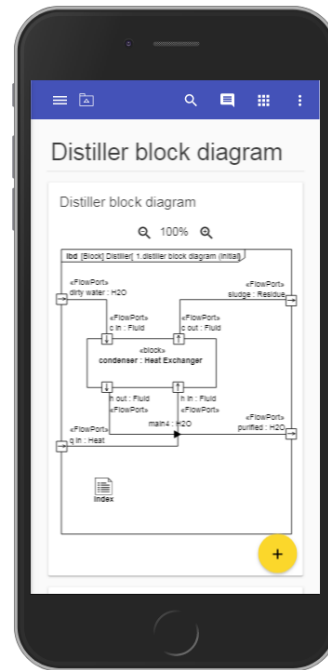 Distiller block diagram
Distiller block diagram
100%
ibd [Block] Distiller[ 1.distiller block diagram (initial)]
«FlowPort»
dirty water : H2O
«FlowPort»
sludge : Residue
«FlowPort»
c in : Fluid
«FlowPort»
c out : Fluid
«block»
condenser : Heat Exchanger
h out : Fluid
«FlowPort»
h in : Fluid
«FlowPort»
main4 : H2O
«FlowPort»
q in : Heat
«FlowPort»
purified : H2O
Index
+